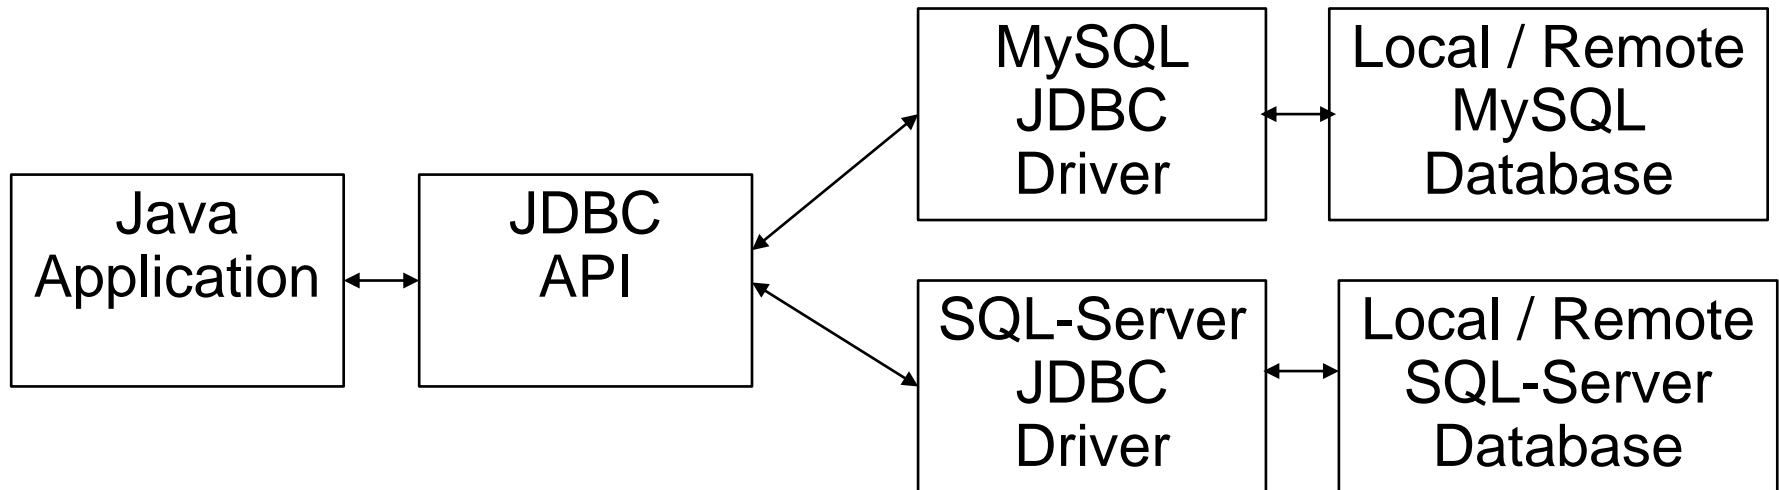 Java
Application
JDBC
API
MySQL
JDBC
Driver
Local / Remote
MySQL
Database
SQL-Server
JDBC
Driver
Local / Remote
SQL-Server
Database